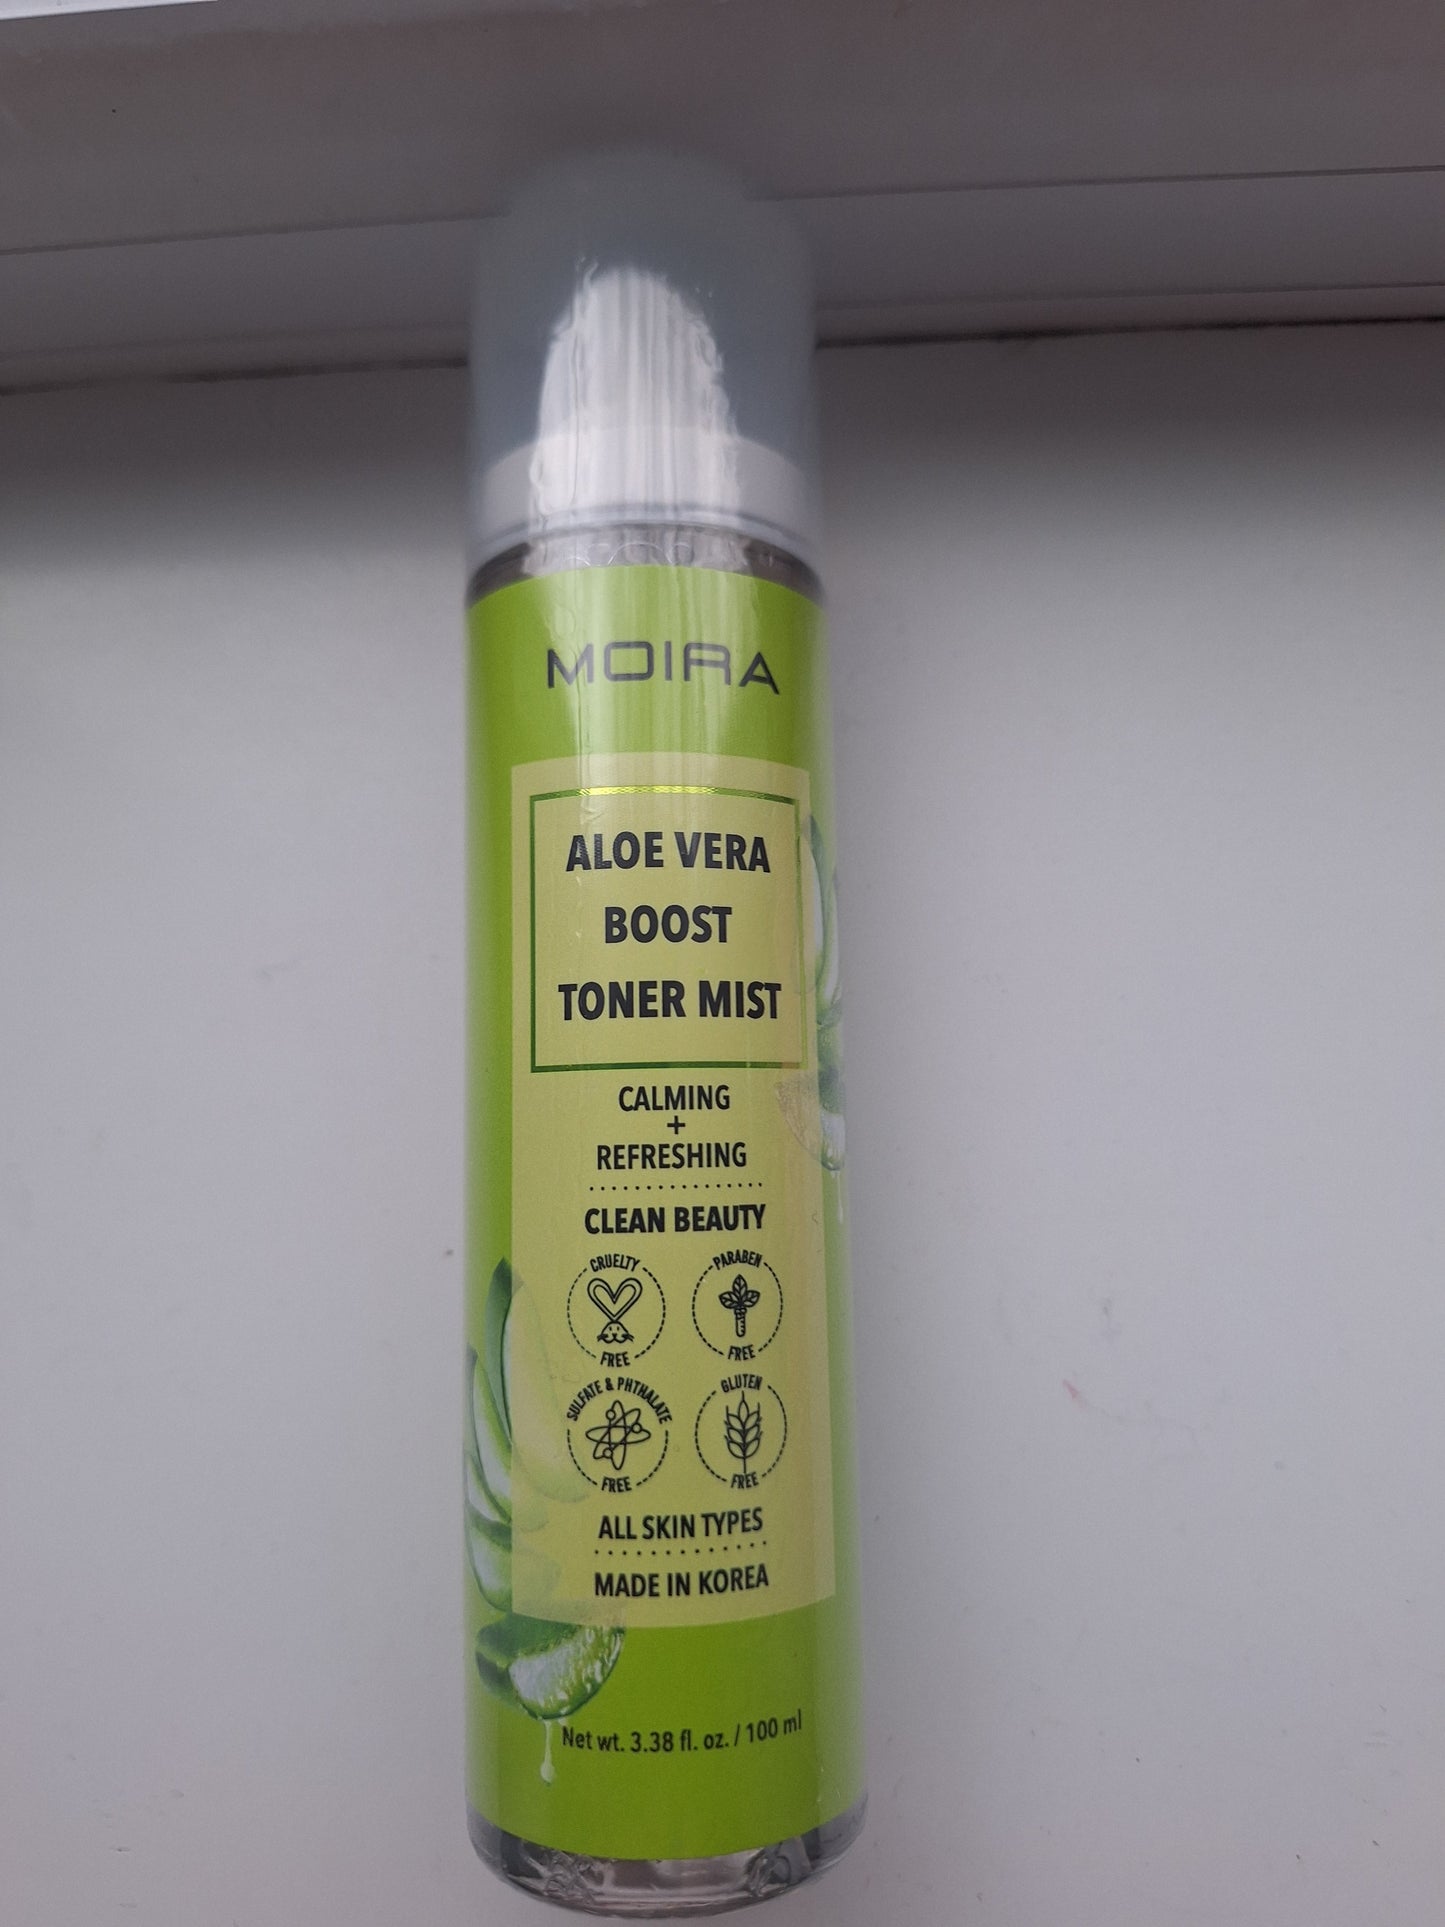 MOIRA
ALOE VERA
BOOST
TONER MIST
CALMING
+
REFRESHING
CLEAN BEAUTY
CRUELTY
FREE
PARABEN
FREE
SULFATE & PHTHALATE
FREE
GLUTEN
FREE
ALL SKIN TYPES
MADE IN KOREA
Net wt. 3.38 fl. oz. / 100 ml